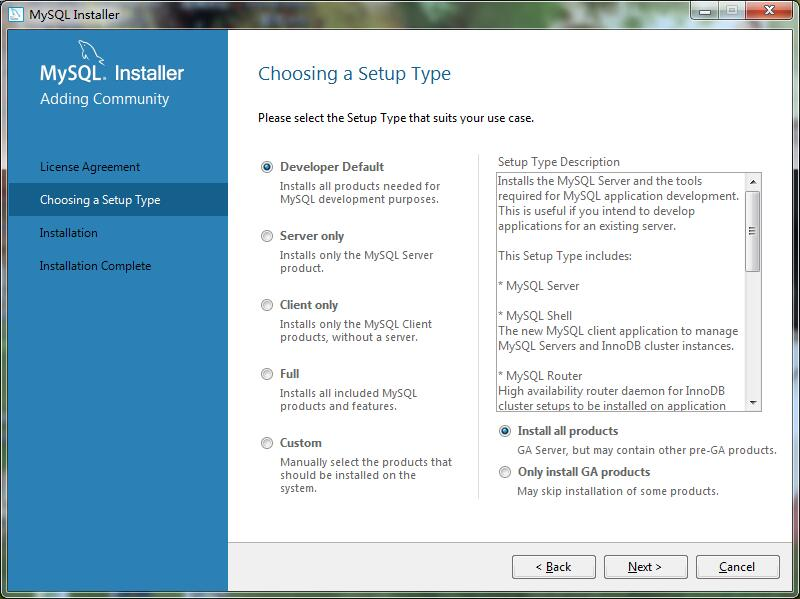 MySQL Installer
MySQL. Installer
Adding Community
License Agreement
Choosing a Setup Type
Installation
Installation Complete
Choosing a Setup Type
Please select the Setup Type that suits your use case.
Developer Default
Installs all products needed for
MySQL development purposes.
Server only
Installs only the MySQL Server
product.
Client only
Installs only the MySQL Client
products, without a server.
Full
Installs all included MySQL
products and features.
Custom
Manually select the products that
should be installed on the
system.
Setup Type Description
Installs the MySQL Server and the tools
required for MySQL application development.
This is useful if you intend to develop
applications for an existing server.
This Setup Type includes:
* MySQL Server
* MySQL Shell
The new MySQL client application to manage
MySQL Servers and InnoDB cluster instances.
* MySQL Router
High availability router daemon for InnoDB
cluster setups to be installed on application
Install all products
GA Server, but may contain other pre-GA products.
Only install GA products
May skip installation of some products.
< Back
Next >
Cancel